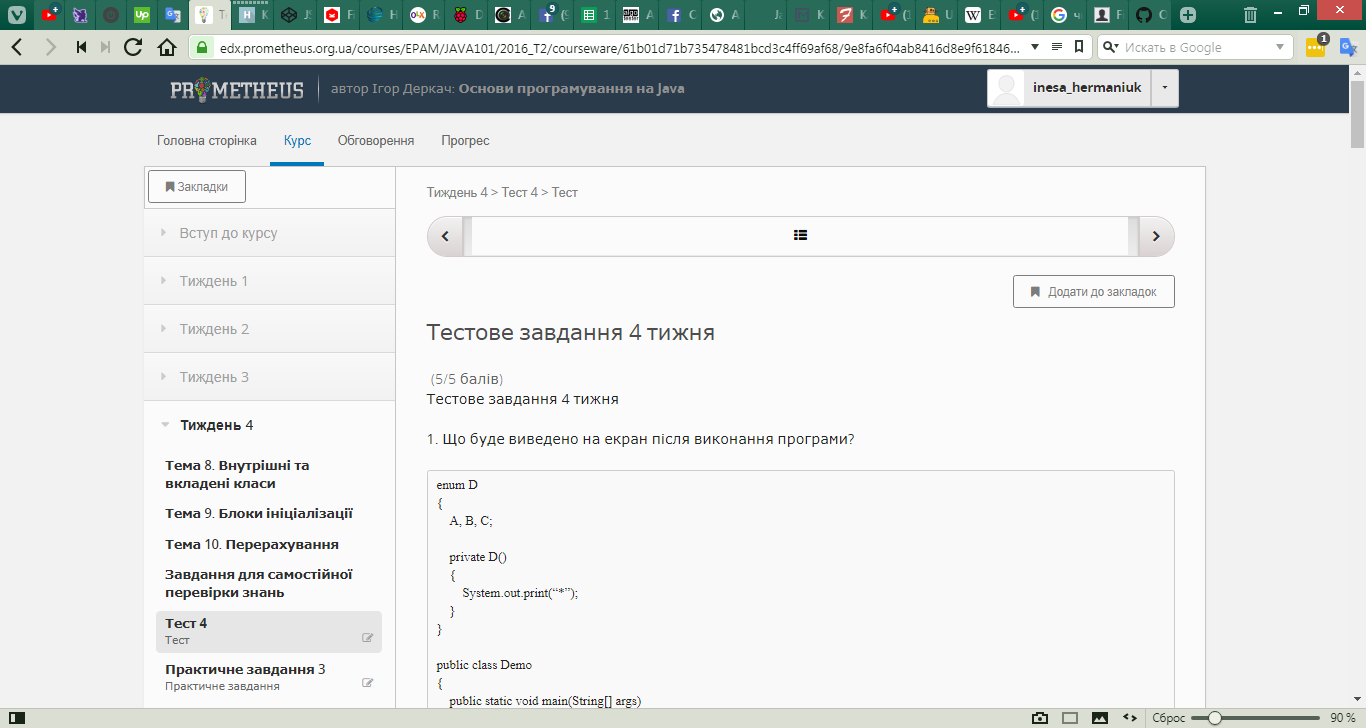 Up
9
1
W
G
edx.prometheus.org.ua/courses/EPAM/JAVA101/2016_T2/courseware/61b01d71b735478481bcd3c4ff69af68/9e8fa6f04ab8416d8e9f61846...
Искать в Google
1
PROMETHEUS
автор Ігор Деркач: Основи програмування на Java
inesa_hermaniuk
Головна сторінка
Курс
Обговорення
Прогрес
Закладки
Вступ до курсу
Тиждень 1
Тиждень 2
Тиждень 3
Тиждень 4
Тема 8. Внутрішні та
вкладені класи
Тема 9. Блоки ініціалізації
Тема 10. Перерахування
Завдання для самостійної
перевірки знань
Тест 4
Тест
Практичне завдання 3
Практичне завдання
Тиждень 4 > Тест 4 > Тест
Додати до закладок
Тестове завдання 4 тижня
(5/5 балів)
Тестове завдання 4 тижня
1. Що буде виведено на екран після виконання програми?
enum D
{
A, B, C;
private D()
{
System.out.print(“*”);
}
}
public class Demo
{
public static void main(String[] args)
Сброс
90 %